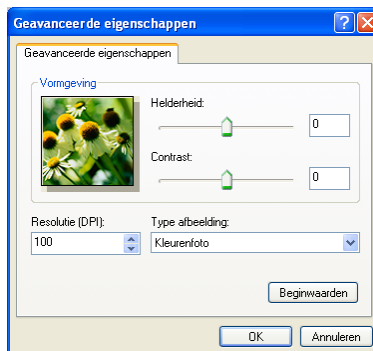 Geavanceerde eigenschappen
Geavanceerde eigenschappen
Vormgeving
Helderheid:
0
Contrast:
0
Resolutie (DPI):
Type afbeelding:
100
Kleurenfoto
Beginwaarden
OK
Annuleren